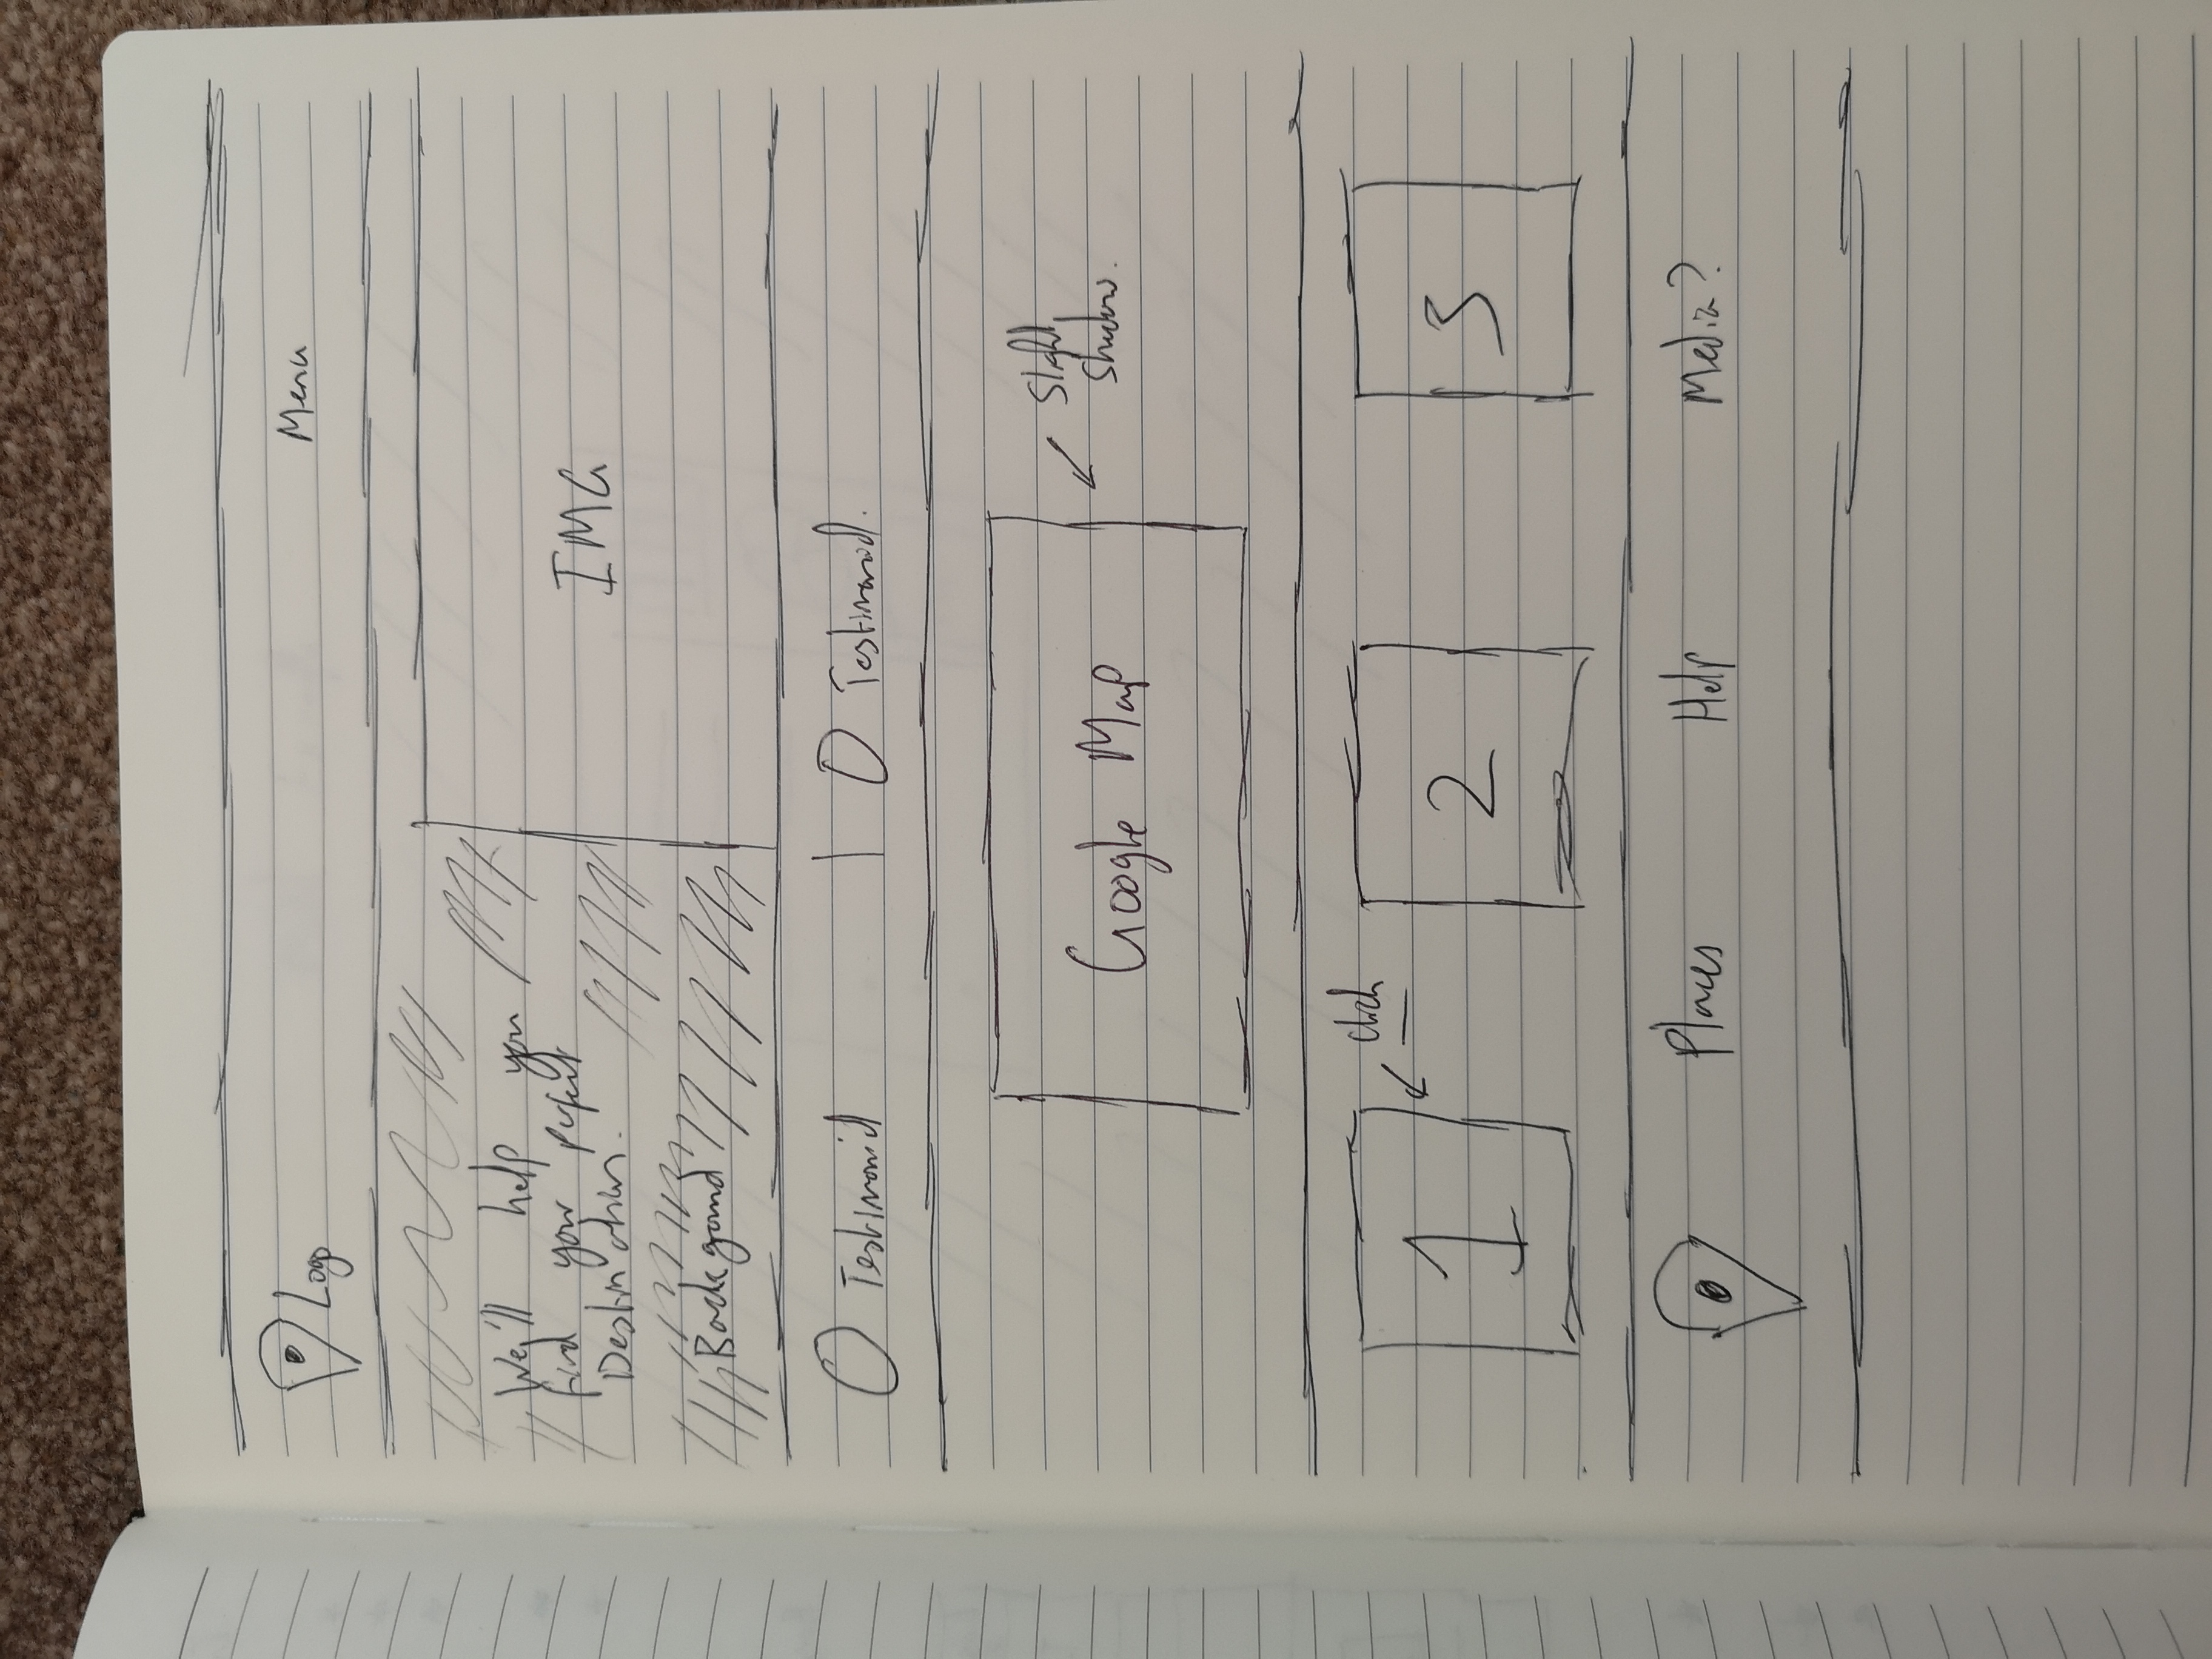 Logo
Menu
We'll help you
find your perfect
Destination.
Background
IMG
Testimonial
Testimonial.
Google Map
Slight
Shadow.
1
click
2
3
Places
Help
Media?